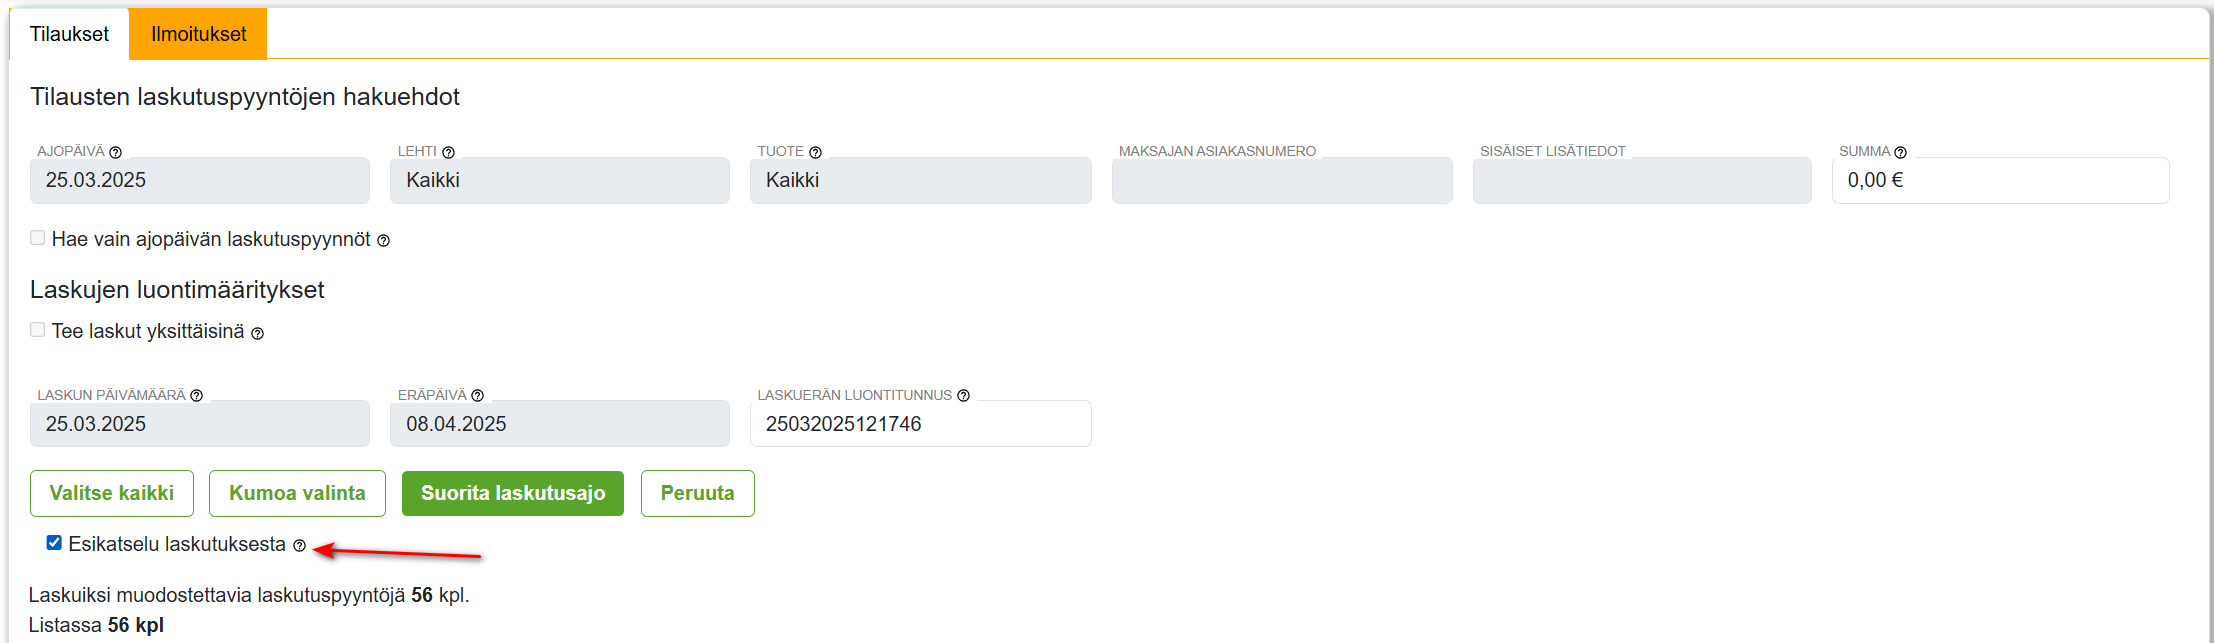 Tilaukset Ilmoitukset
Tilausten laskutuspyyntöjen hakuehdot
AJOPÄIVÄ LEHTI TUOTE MAKSAJAN ASIAKASNUMERO SISÄISET LISÄTIEDOT SUMMA
25.03.2025 Kaikki Kaikki 0,00 €
Hae vain ajopäivän laskutuspyynnöt
Laskujen luontimääritykset
Tee laskut yksittäisinä
LASKUN PÄIVÄMÄÄRÄ ERÄPÄIVÄ LASKUERÄN LUONTITUNNUS
25.03.2025 08.04.2025 25032025121746
Valitse kaikki Kumoa valinta Suorita laskutusajo Peruuta
Esikatselu laskutuksesta
Laskuiksi muodostettavia laskutuspyyntöjä 56 kpl.
Listassa 56 kpl